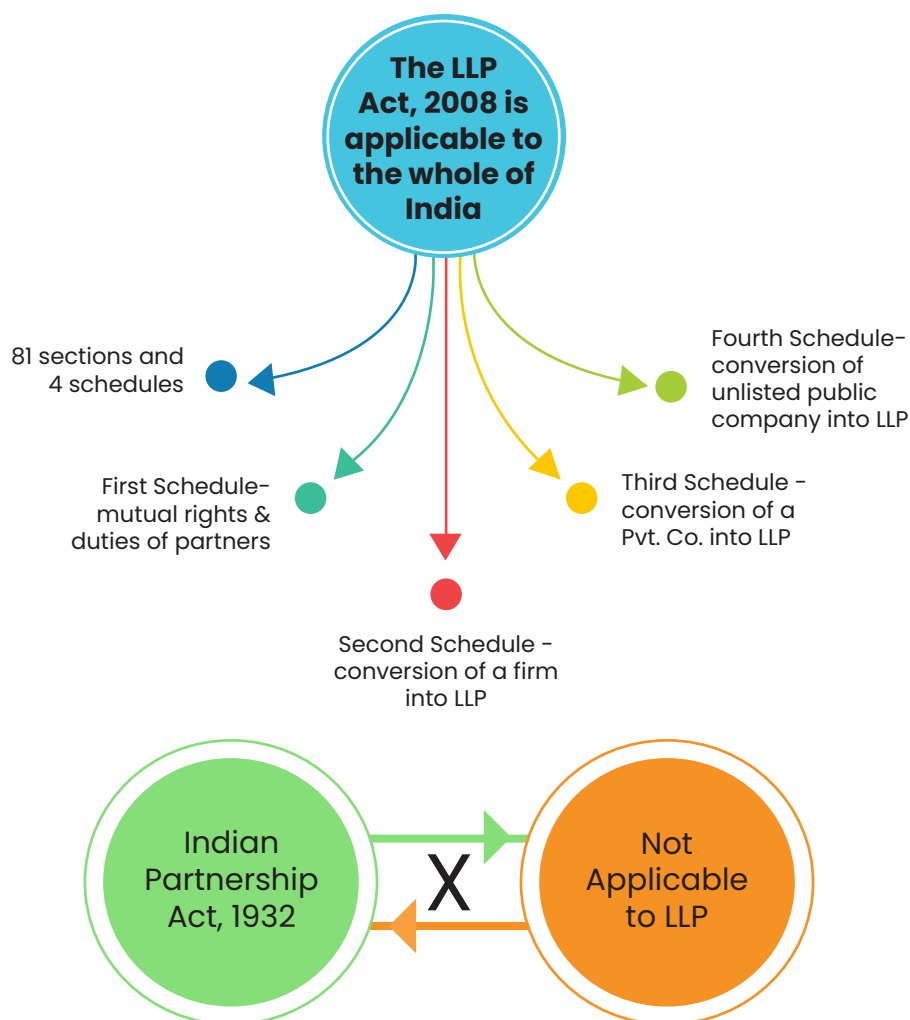 The LLP
Act, 2008 is
applicable to
the whole of
India
81 sections and
4 schedules
First Schedule-
mutual rights &
duties of partners
Second Schedule -
conversion of a firm
into LLP
Third Schedule -
conversion of a
Pvt. Co. into LLP
Fourth Schedule-
conversion of
unlisted public
company into LLP
Indian
Partnership
Act, 1932
X
Not
Applicable
to LLP